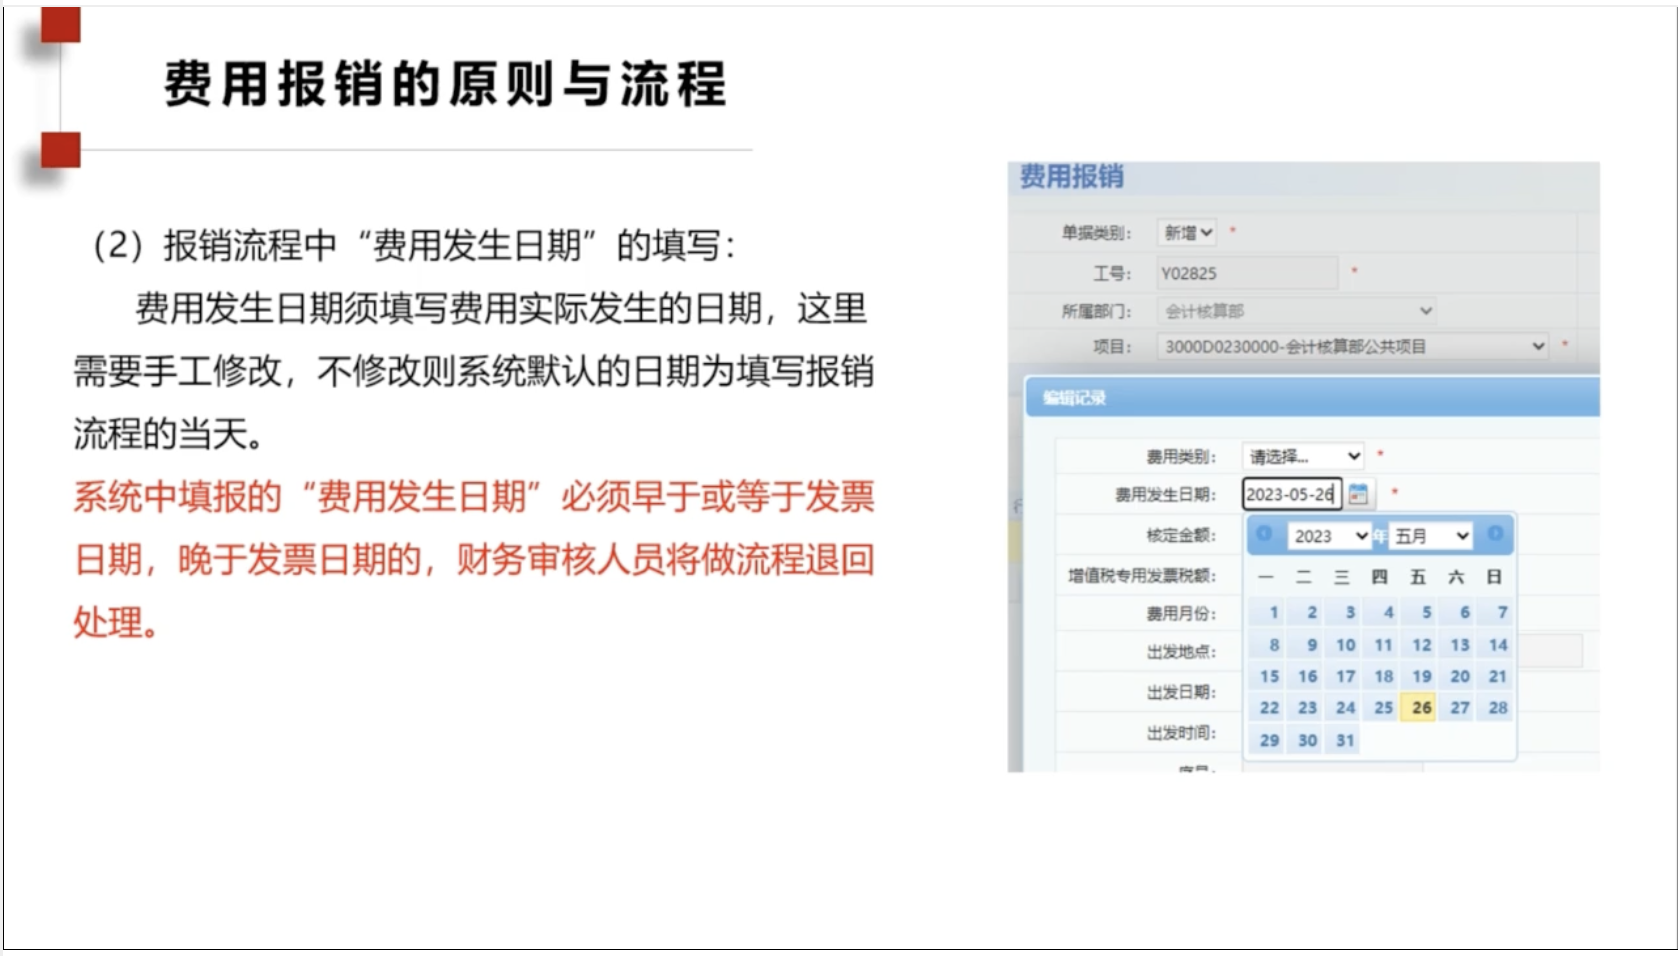 费用报销的原则与流程
（2）报销流程中“费用发生日期”的填写：
费用发生日期须填写费用实际发生的日期，这里
需要手工修改，不修改则系统默认的日期为填写报销
流程的当天。
系统中填报的“费用发生日期”必须早于或等于发票
日期，晚于发票日期的，财务审核人员将做流程退回
处理。
费用报销
单据类别： 新增 *
工号： Y02825 *
所属部门： 会计核算部
项目： 3000D0230000-会计核算部公共项目 *
编辑记录
费用类别： 请选择... *
费用发生日期： 2023-05-26 *
核定金额：
2023 年 五月
增值税专用发票税额：
一 二 三 四 五 六 日
费用月份：
1 2 3 4 5 6 7
出发地点：
8 9 10 11 12 13 14
15 16 17 18 19 20 21
出发日期：
22 23 24 25 26 27 28
出发时间：
29 30 31